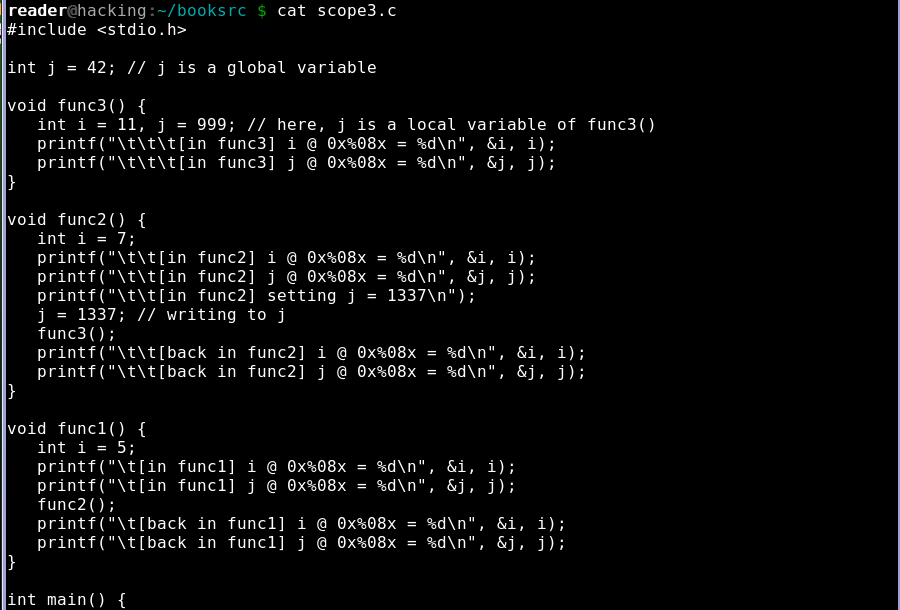 reader@hacking:~/booksrc $ cat scope3.c
#include <stdio.h>

int j = 42; // j is a global variable

void func3() {
   int i = 11, j = 999; // here, j is a local variable of func3()
   printf("\t\t\t[in func3] i @ 0x%08x = %d\n", &i, i);
   printf("\t\t\t[in func3] j @ 0x%08x = %d\n", &j, j);
}

void func2() {
   int i = 7;
   printf("\t\t[in func2] i @ 0x%08x = %d\n", &i, i);
   printf("\t\t[in func2] j @ 0x%08x = %d\n", &j, j);
   printf("\t\t[in func2] setting j = 1337\n");
   j = 1337; // writing to j
   func3();
   printf("\t\t[back in func2] i @ 0x%08x = %d\n", &i, i);
   printf("\t\t[back in func2] j @ 0x%08x = %d\n", &j, j);
}

void func1() {
   int i = 5;
   printf("\t[in func1] i @ 0x%08x = %d\n", &i, i);
   printf("\t[in func1] j @ 0x%08x = %d\n", &j, j);
   func2();
   printf("\t[back in func1] i @ 0x%08x = %d\n", &i, i);
   printf("\t[back in func1] j @ 0x%08x = %d\n", &j, j);
}

int main() {